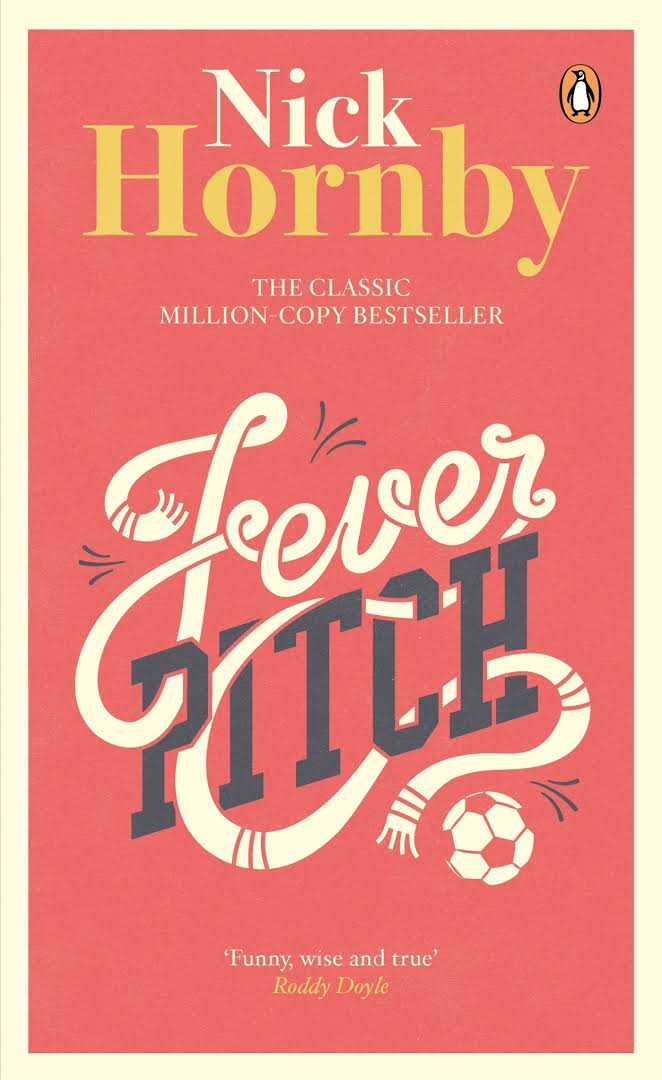 Nick
Hornby
THE CLASSIC
MILLION-COPY BESTSELLER
Fever
PITCH
‘Funny, wise and true’
Roddy Doyle